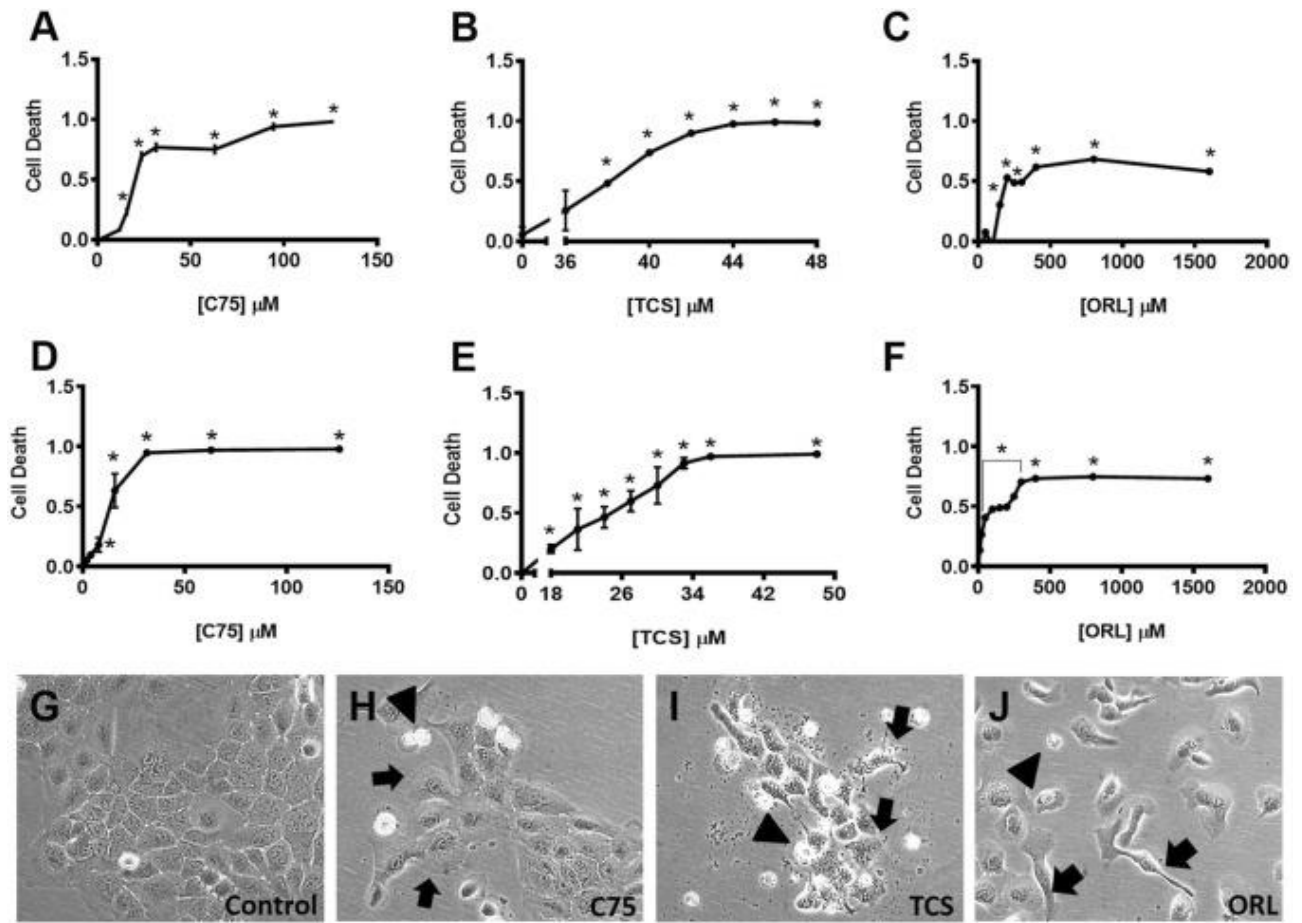 A
B
C
1.5
1.0
0.5
0.0
Cell Death
* * * * * *
0 50 100 150
[C75] µM
1.5
1.0
0.5
0.0
Cell Death
* * * * * *
0 36 40 44 48
[TCS] µM
1.5
1.0
0.5
0.0
Cell Death
* * * * * *
0 500 1000 1500 2000
[ORL] µM
D
E
F
1.5
1.0
0.5
0.0
Cell Death
* * * * *
0 50 100 150
[C75] µM
1.5
1.0
0.5
0.0
Cell Death
* * * * * * * *
0 18 26 34 42 50
[TCS] µM
1.5
1.0
0.5
0.0
Cell Death
* * * *
0 500 1000 1500 2000
[ORL] µM
G
Control
H
C75
I
TCS
J
ORL